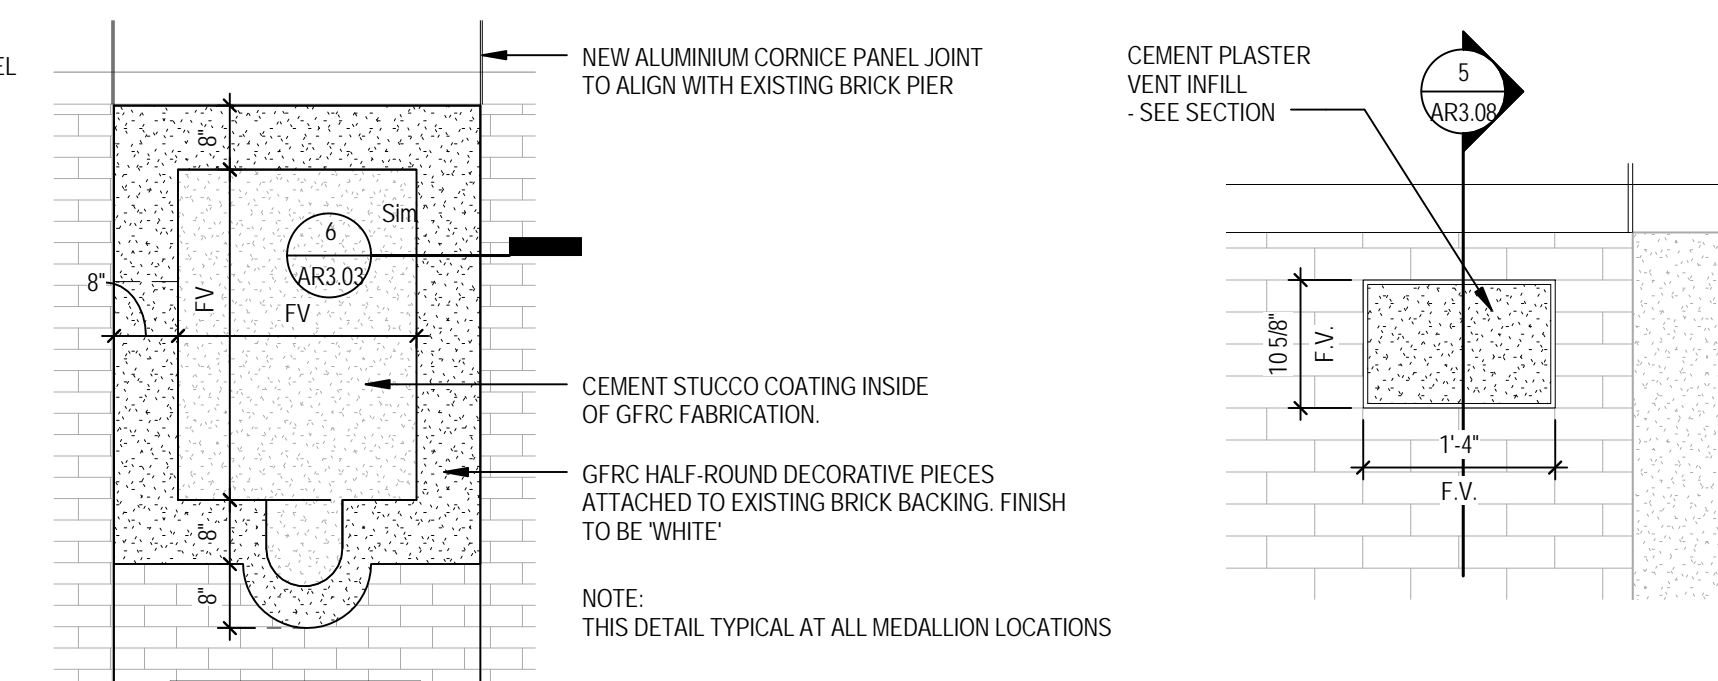 EL
NEW ALUMINIUM CORNICE PANEL JOINT
TO ALIGN WITH EXISTING BRICK PIER
8"
Sim
6
AR3.03
8"
FV
FV
CEMENT STUCCO COATING INSIDE
OF GFRC FABRICATION.
GFRC HALF-ROUND DECORATIVE PIECES
ATTACHED TO EXISTING BRICK BACKING. FINISH
TO BE 'WHITE'
8"
8"
NOTE:
THIS DETAIL TYPICAL AT ALL MEDALLION LOCATIONS
CEMENT PLASTER
VENT INFILL
- SEE SECTION
5
AR3.08
10 5/8"
F.V.
1'-4"
F.V.